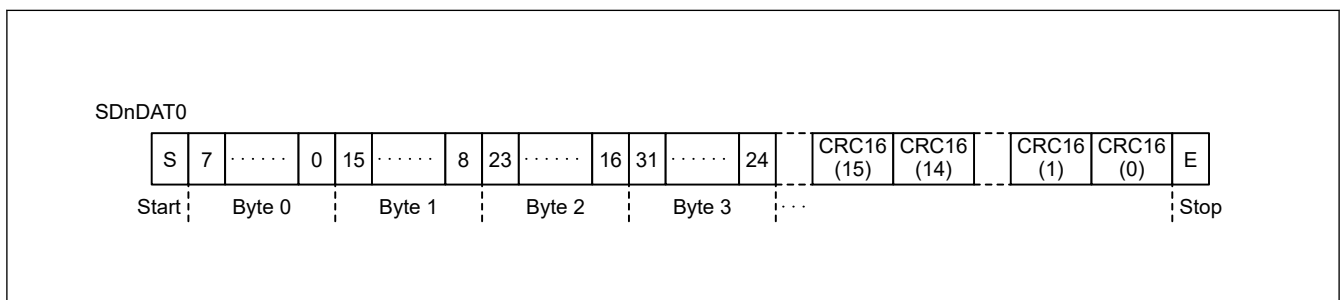 SDnDAT0
S 7 · · · · · · 0 15 · · · · · · 8 23 · · · · · · 16 31 · · · · · · 24 CRC16 (15) CRC16 (14) CRC16 (1) CRC16 (0) E
Start Byte 0 Byte 1 Byte 2 Byte 3 · · · Stop